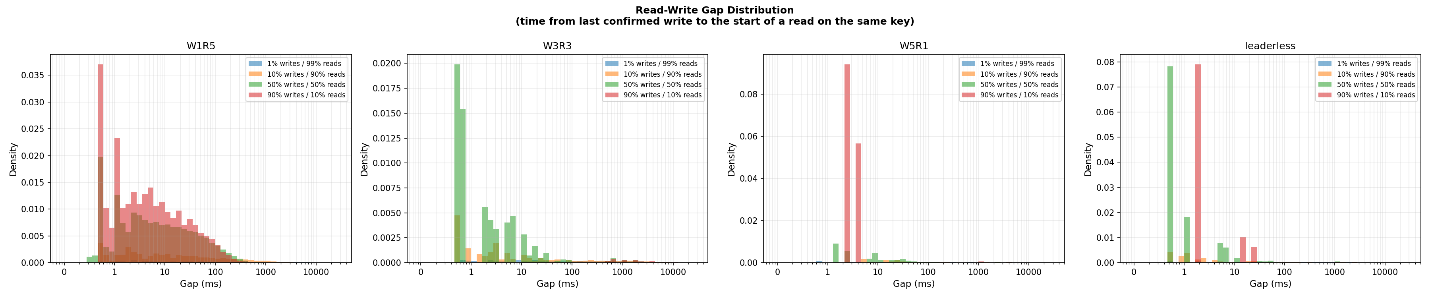 Read-Write Gap Distribution
(time from last confirmed write to the start of a read on the same key)
W1R5
Density
0.035
0.030
0.025
0.020
0.015
0.010
0.005
0.000
1% writes / 99% reads
10% writes / 90% reads
50% writes / 50% reads
90% writes / 10% reads
0 1 10 100 1000 10000
Gap (ms)
W3R3
Density
0.0200
0.0175
0.0150
0.0125
0.0100
0.0075
0.0050
0.0025
0.0000
1% writes / 99% reads
10% writes / 90% reads
50% writes / 50% reads
90% writes / 10% reads
0 1 10 100 1000 10000
Gap (ms)
W5R1
Density
0.08
0.06
0.04
0.02
0.00
1% writes / 99% reads
10% writes / 90% reads
50% writes / 50% reads
90% writes / 10% reads
0 1 10 100 1000 10000
Gap (ms)
leaderless
Density
0.08
0.07
0.06
0.05
0.04
0.03
0.02
0.01
0.00
1% writes / 99% reads
10% writes / 90% reads
50% writes / 50% reads
90% writes / 10% reads
0 1 10 100 1000 10000
Gap (ms)